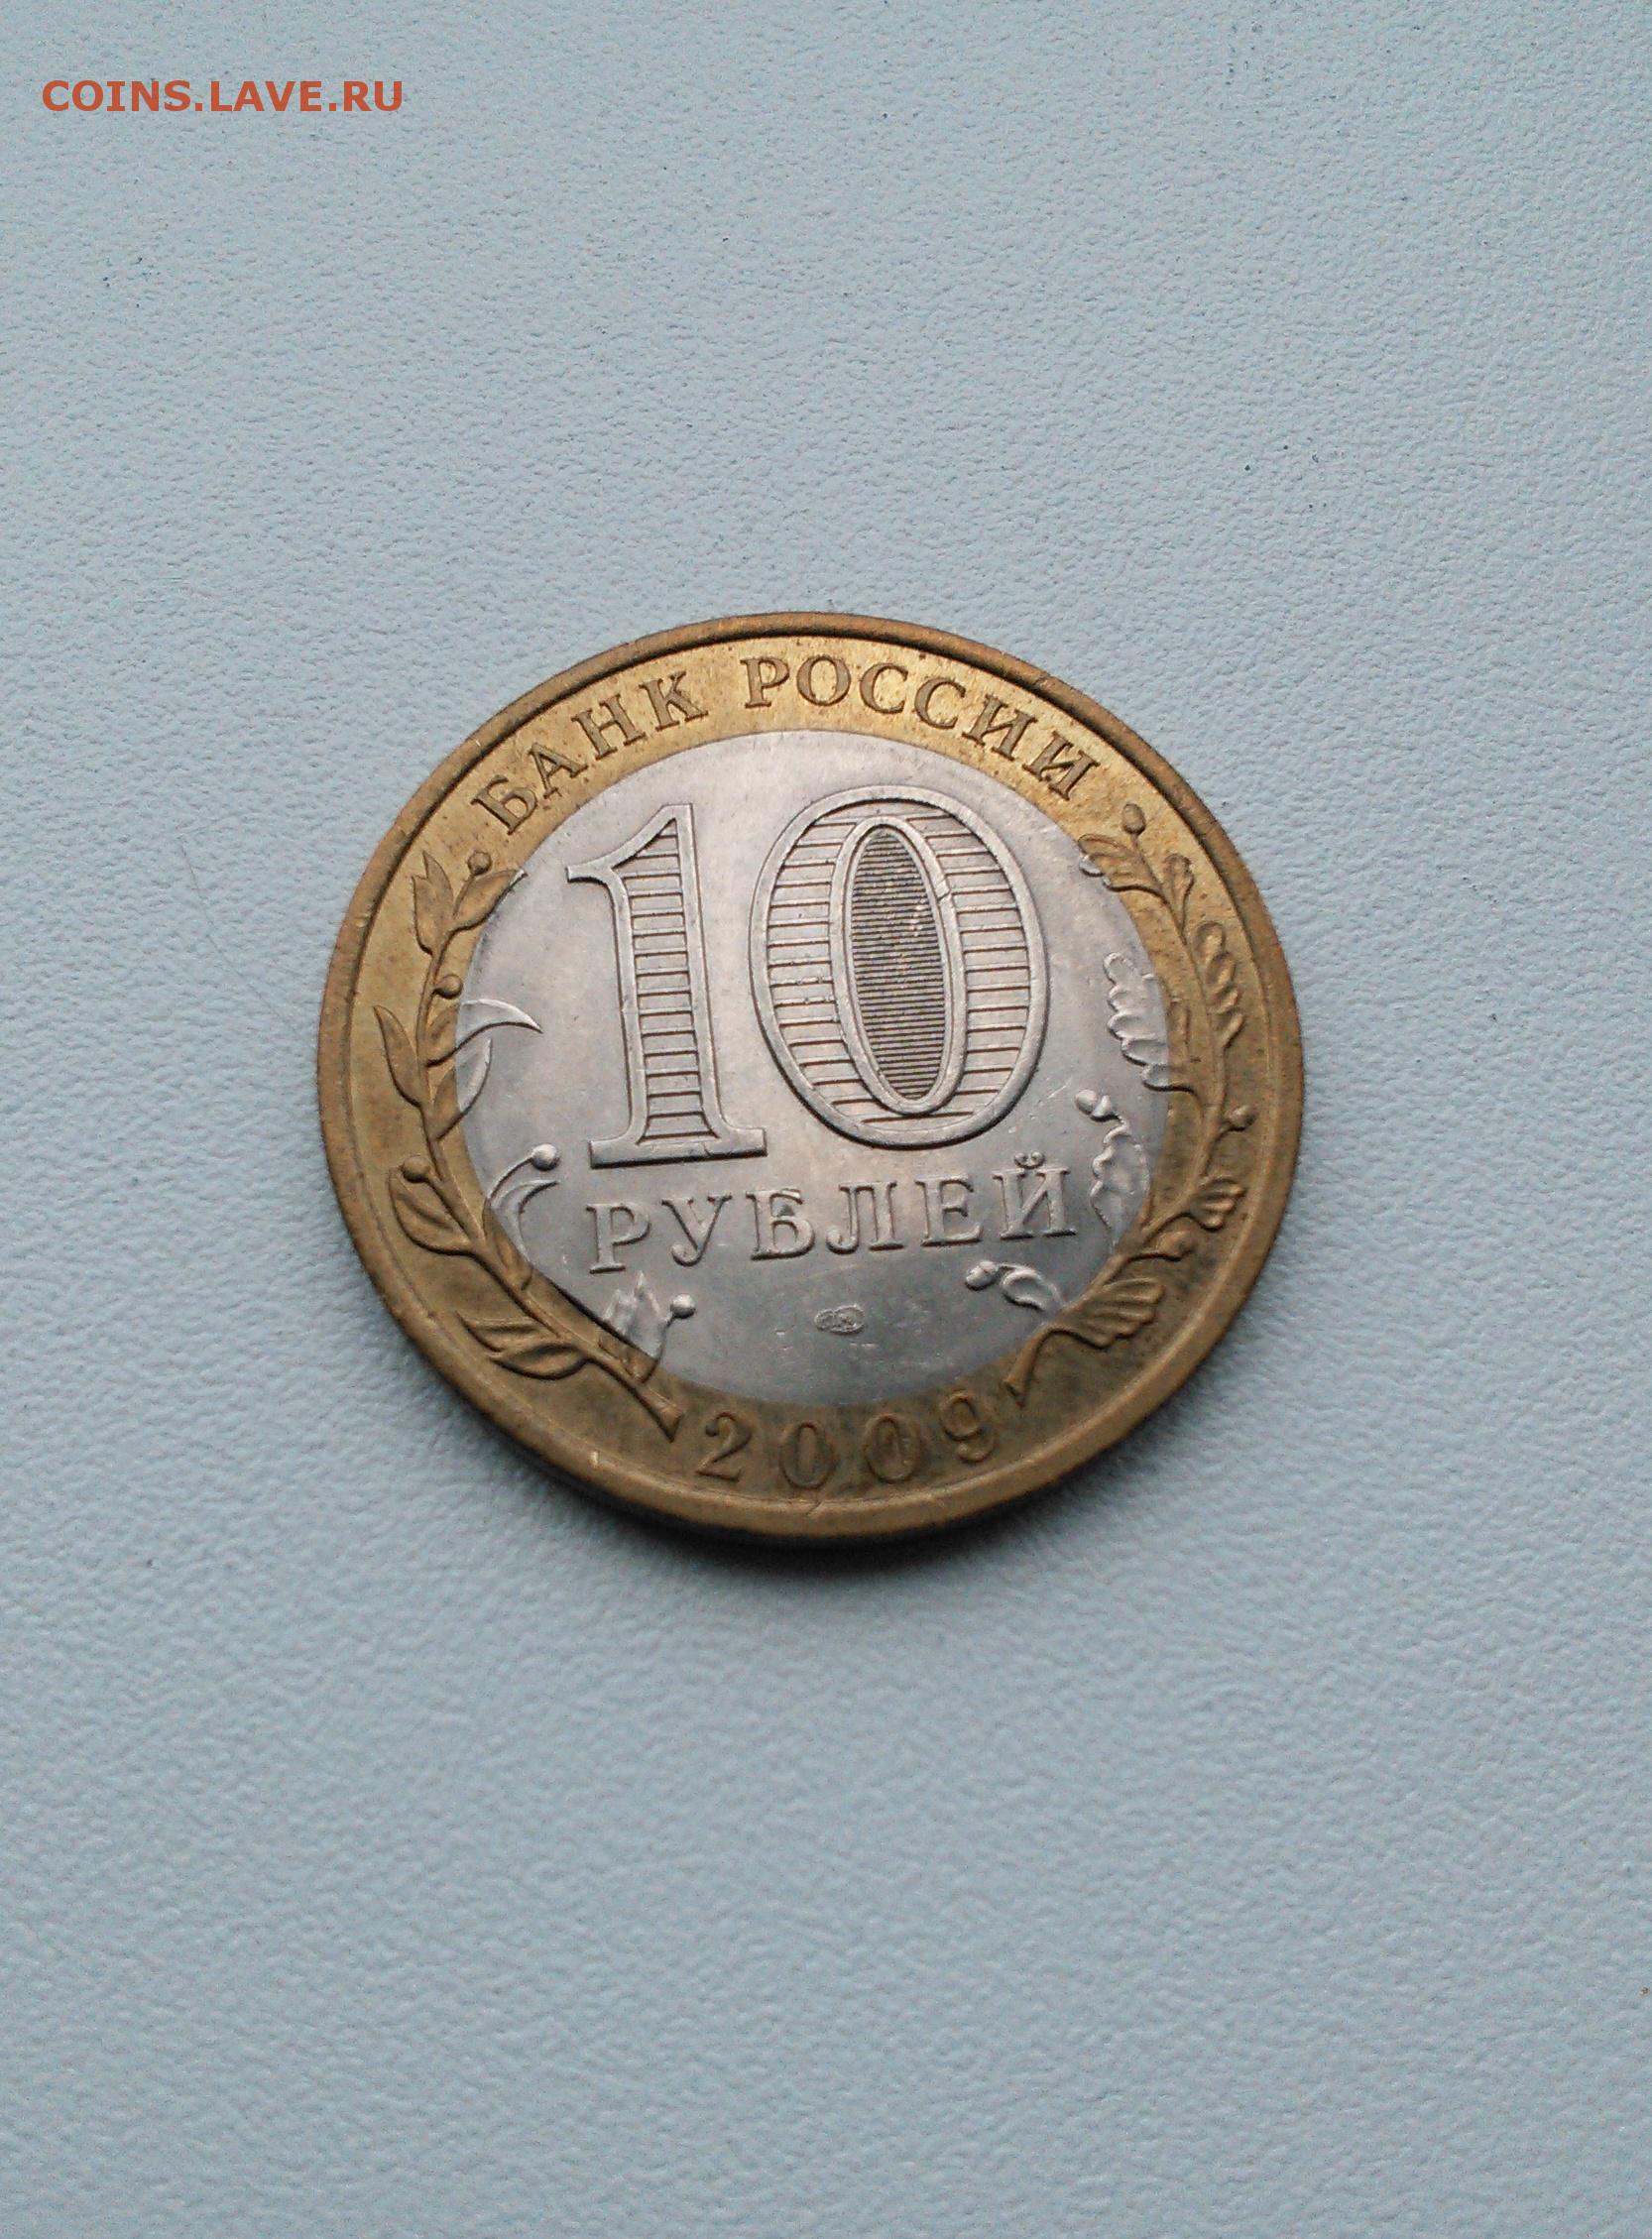 COINS.LAVE.RU
БАНК РОССИИ
10
РУБЛЕЙ
2009